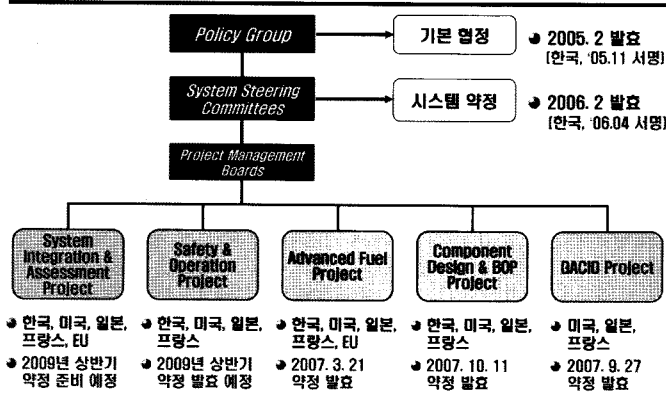 Policy Group
기본 협정
2005. 2 발효
(한국, '05.11 서명)
System Steering
Committees
시스템 약정
2006. 2 발효
(한국, '06.04 서명)
Project Management
Boards
System
Integration &
Assessment
Project
Safety &
Operation
Project
Advanced Fuel
Project
Component
Design & BOP
Project
GACID Project
한국, 미국, 일본,
프랑스, EU
2009년 상반기
약정 준비 예정
한국, 미국, 일본,
프랑스
2009년 상반기
약정 발효 예정
한국, 미국, 일본,
프랑스, EU
2007. 3. 21
약정 발효
한국, 미국, 일본,
프랑스
2007. 10. 11
약정 발효
미국, 일본,
프랑스
2007. 9. 27
약정 발효